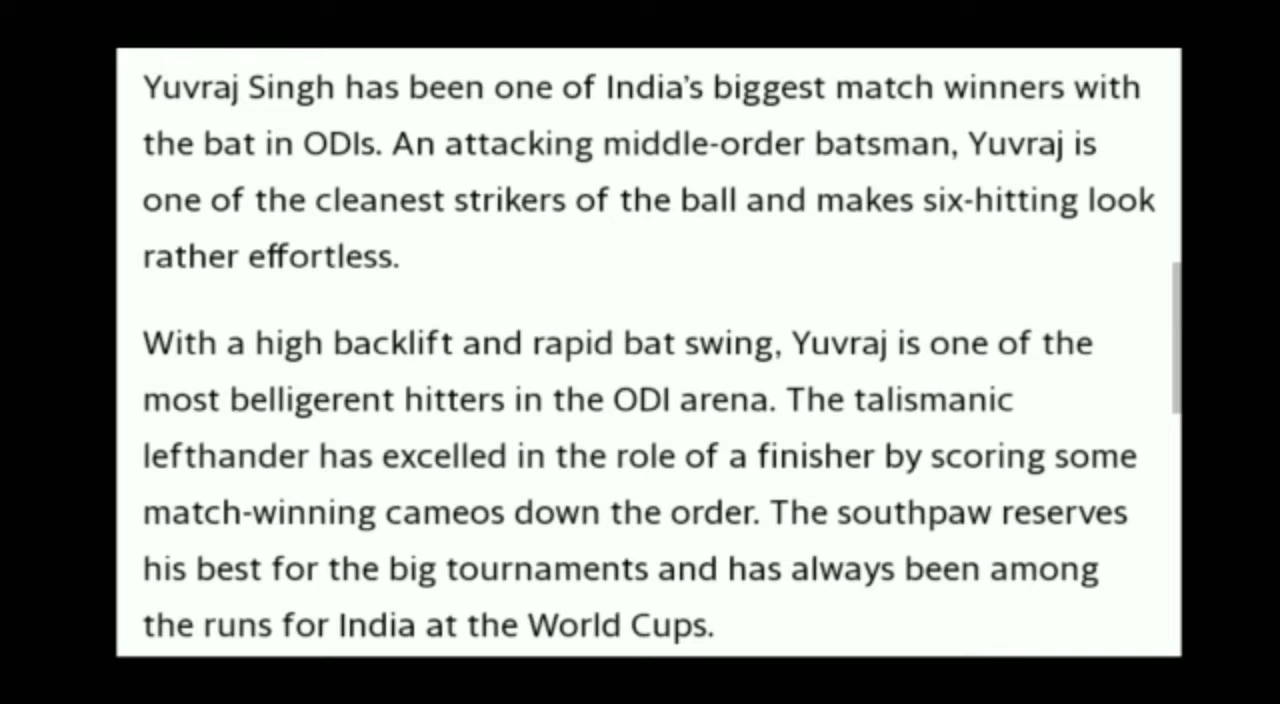 Yuvraj Singh has been one of India’s biggest match winners with
the bat in ODIs. An attacking middle-order batsman, Yuvraj is
one of the cleanest strikers of the ball and makes six-hitting look
rather effortless.
With a high backlift and rapid bat swing, Yuvraj is one of the
most belligerent hitters in the ODI arena. The talismanic
lefthander has excelled in the role of a finisher by scoring some
match-winning cameos down the order. The southpaw reserves
his best for the big tournaments and has always been among
the runs for India at the World Cups.